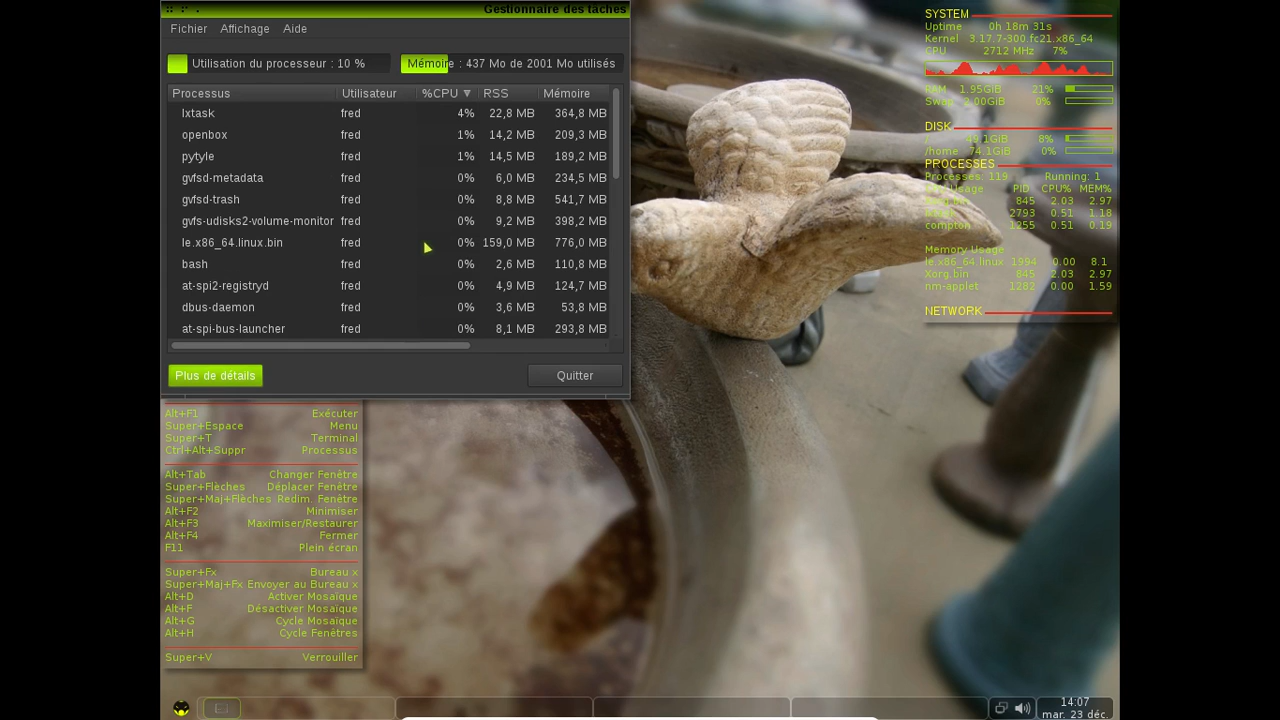 Gestionnaire des tâches
Fichier Affichage Aide
Utilisation du processeur : 10 % Mémoire : 437 Mo de 2001 Mo utilisés
Processus Utilisateur %CPU RSS Mémoire
lxtask fred 4% 22,8 MB 364,8 MB
openbox fred 1% 14,2 MB 209,3 MB
pytyle fred 1% 14,5 MB 189,2 MB
gvfsd-metadata fred 0% 6,0 MB 234,5 MB
gvfsd-trash fred 0% 8,8 MB 541,7 MB
gvfs-udisks2-volume-monitor fred 0% 9,2 MB 398,2 MB
le.x86_64.linux.bin fred 0% 159,0 MB 776,0 MB
bash fred 0% 2,6 MB 110,8 MB
at-spi2-registryd fred 0% 4,9 MB 124,7 MB
dbus-daemon fred 0% 3,6 MB 53,8 MB
at-spi-bus-launcher fred 0% 8,1 MB 293,8 MB
Plus de détails Quitter
Alt+F1 Exécuter
Super+Espace Menu
Super+T Terminal
Ctrl+Alt+Suppr Processus
Alt+Tab Changer Fenêtre
Super+Flèches Déplacer Fenêtre
Super+Maj+Flèches Redim. Fenêtre
Alt+F2 Minimiser
Alt+F3 Maximiser/Restaurer
Alt+F4 Fermer
F11 Plein écran
Super+Fx Bureau x
Super+Maj+Fx Envoyer au Bureau x
Alt+D Activer Mosaïque
Alt+F Désactiver Mosaïque
Alt+G Cycle Mosaïque
Alt+H Cycle Fenêtres
Super+V Verrouiller
SYSTEM
Uptime 0h 18m 31s
Kernel 3.17.7-300.fc21.x86_64
CPU 2712 MHz 7%
RAM 1.95GiB 21%
Swap 2.00GiB 0%
DISK
/ 49.1GiB 8%
/home 74.1GiB 0%
PROCESSES
Processes: 119 Running: 1
Usage PID CPU% MEM%
845 2.03 2.97
2793 0.51 1.18
compton 1255 0.51 0.19
Memory Usage
le.x86_64.linux 1994 0.00 8.1
Xorg.bin 845 2.03 2.97
nm-applet 1282 0.00 1.59
NETWORK
14:07
mar. 23 déc.